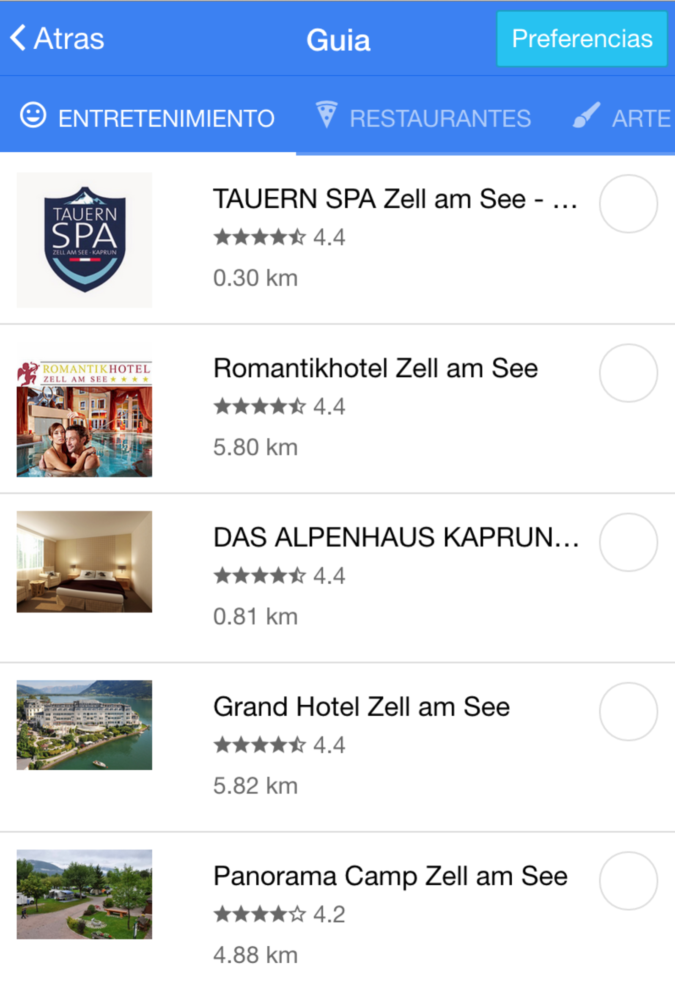 Atras
Guia
Preferencias
ENTRETENIMIENTO
RESTAURANTES
ARTE
TAUERN
SPA
ZELL AM SEE - KAPRUN
TAUERN SPA Zell am See - ...
4.4
0.30 km
ROMANTIKHOTEL
ZELL AM SEE
Romantikhotel Zell am See
4.4
5.80 km
DAS ALPENHAUS KAPRUN...
4.4
0.81 km
Grand Hotel Zell am See
4.4
5.82 km
Panorama Camp Zell am See
4.2
4.88 km